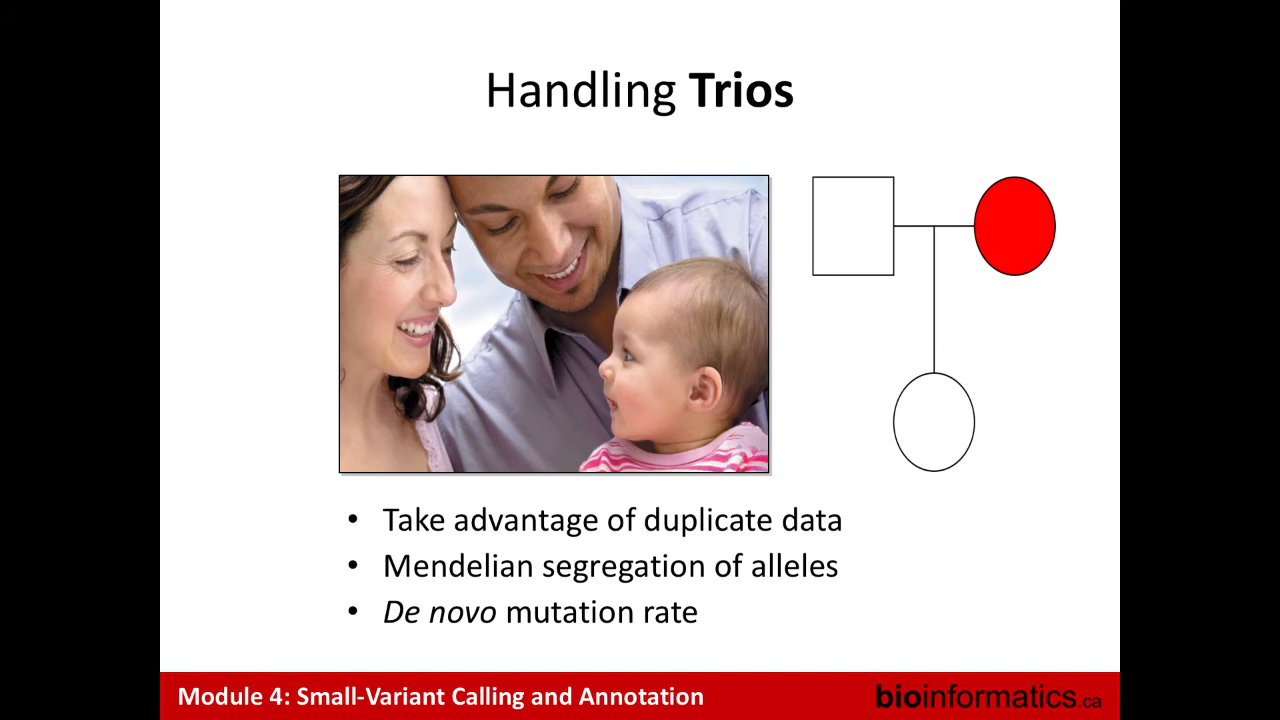 Handling Trios
• Take advantage of duplicate data
• Mendelian segregation of alleles
• De novo mutation rate
Module 4: Small-Variant Calling and Annotation
bioinformatics.ca